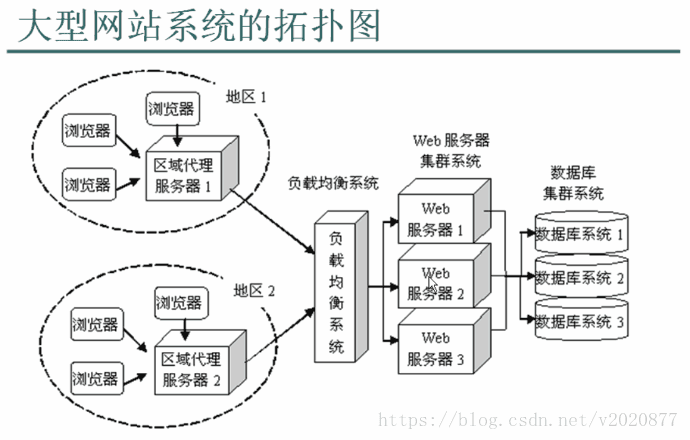 大型网站系统的拓扑图
地区1
浏览器
浏览器
浏览器
区域代理
服务器 1
地区2
浏览器
浏览器
浏览器
区域代理
服务器 2
负载均衡系统
负
载
均
衡
系
统
Web 服务器
集群系统
Web
服务器1
Web
服务器2
Web
服务器 3
数据库
集群系统
数据库系统 1
数据库系统 2
数据库系统 3
https://blog.csdn.net/v2020877